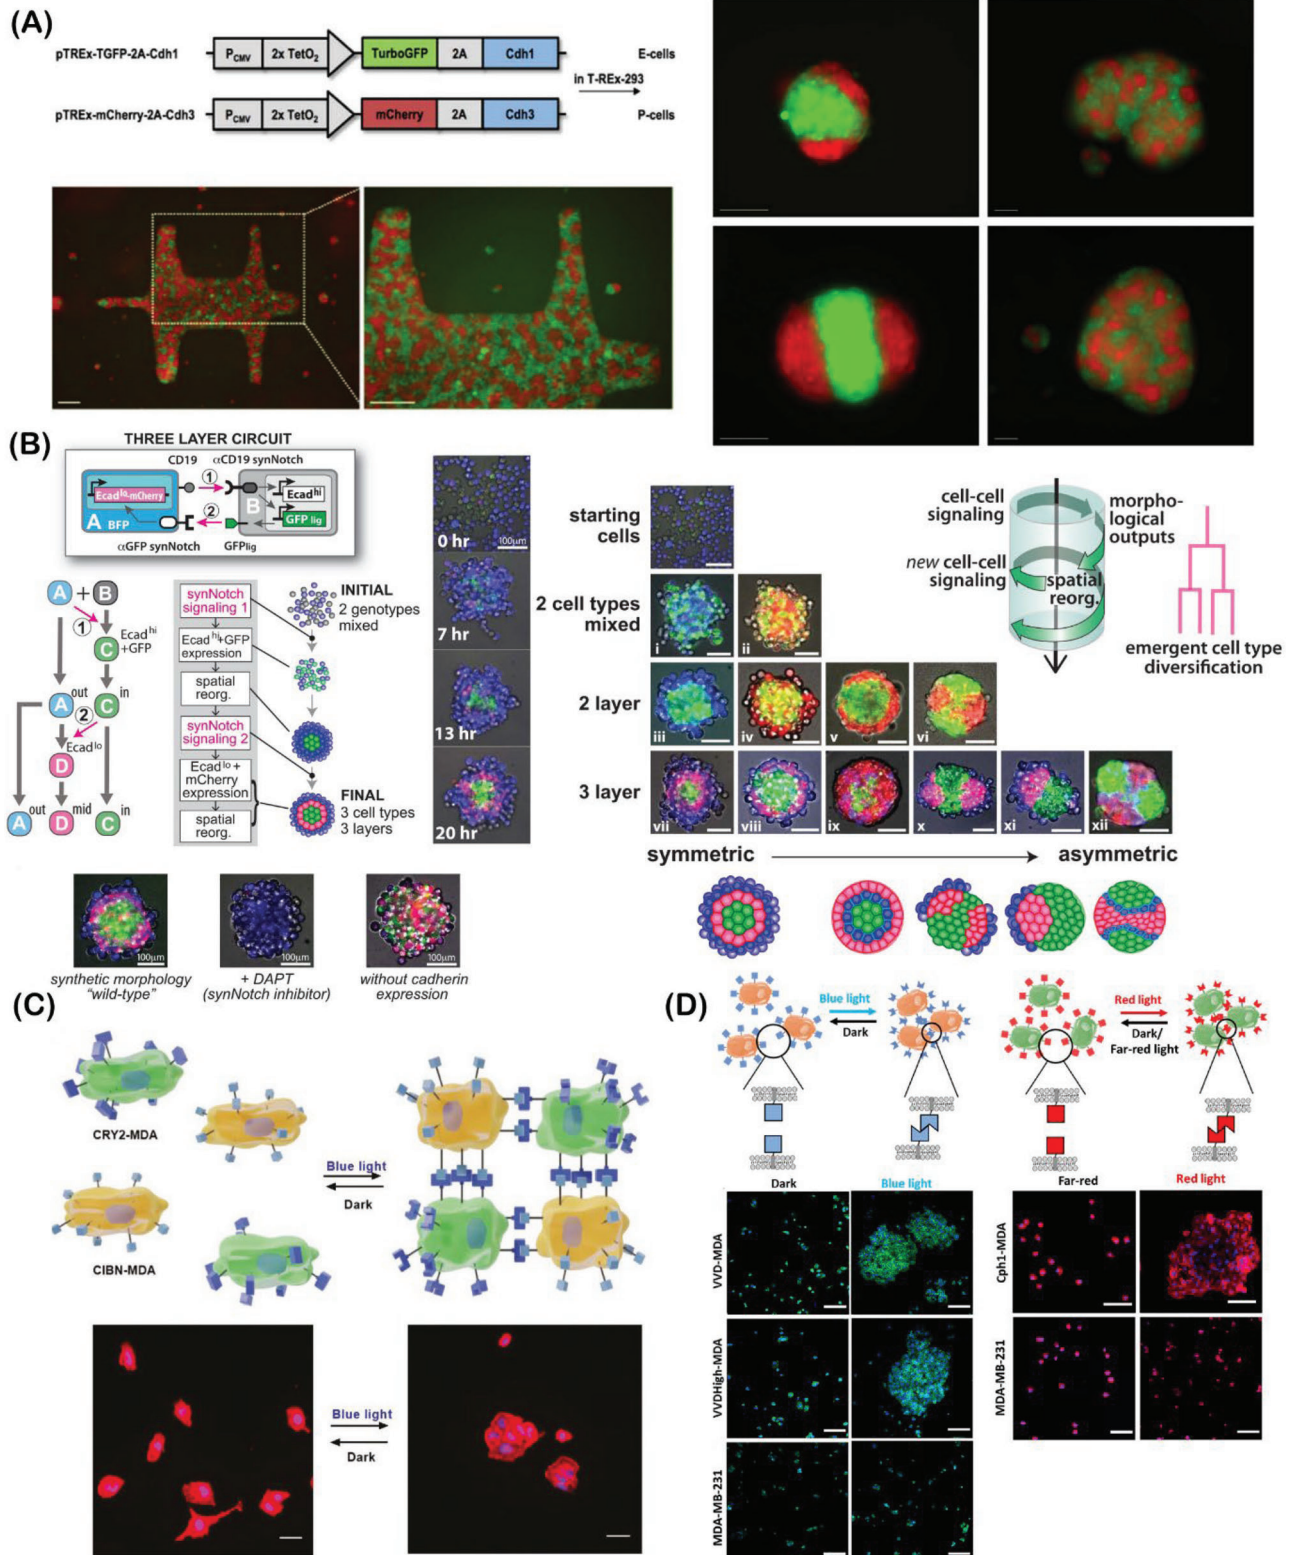 (A)
pTREx-TGFP-2A-Cdh1
P_CMV
2x TetO₂
TurboGFP
2A
Cdh1
E-cells
in T-REx-293
pTREx-mCherry-2A-Cdh3
P_CMV
2x TetO₂
mCherry
2A
Cdh3
P-cells
(B)
THREE LAYER CIRCUIT
CD19
αCD19 synNotch
1
Ecad^lo-mCherry
B
Ecad^hi
A
BFP
2
GFP lig
αGFP synNotch
GFPlig
A + B
1
Ecad^hi
+GFP
C
out
A
2
C
in
Ecad^lo
D
out
A
mid
D
in
C
synNotch
signaling 1
Ecad^hi+GFP
expression
spatial
reorg.
synNotch
signaling 2
Ecad^lo +
mCherry
expression
spatial
reorg.
INITIAL
2 genotypes
mixed
FINAL
3 cell types
3 layers
0 hr
100μm
7 hr
13 hr
20 hr
100μm
100μm
100μm
synthetic morphology
"wild-type"
+ DAPT
(synNotch inhibitor)
without cadherin
expression
starting
cells
2 cell types
mixed
i
ii
2 layer
iii
iv
v
vi
3 layer
vii
viii
ix
x
xi
xii
symmetric
asymmetric
cell-cell
signaling
morpho-
logical
outputs
new cell-cell
signaling
spatial
reorg.
emergent cell type
diversification
(C)
CRY2-MDA
CIBN-MDA
Blue light
Dark
Blue light
Dark
(D)
Blue light
Dark
Red light
Dark/
Far-red light
Dark
Blue light
VVD-MDA
VVDHigh-MDA
MDA-MB-231
Far-red
Red light
Cph1-MDA
MDA-MB-231